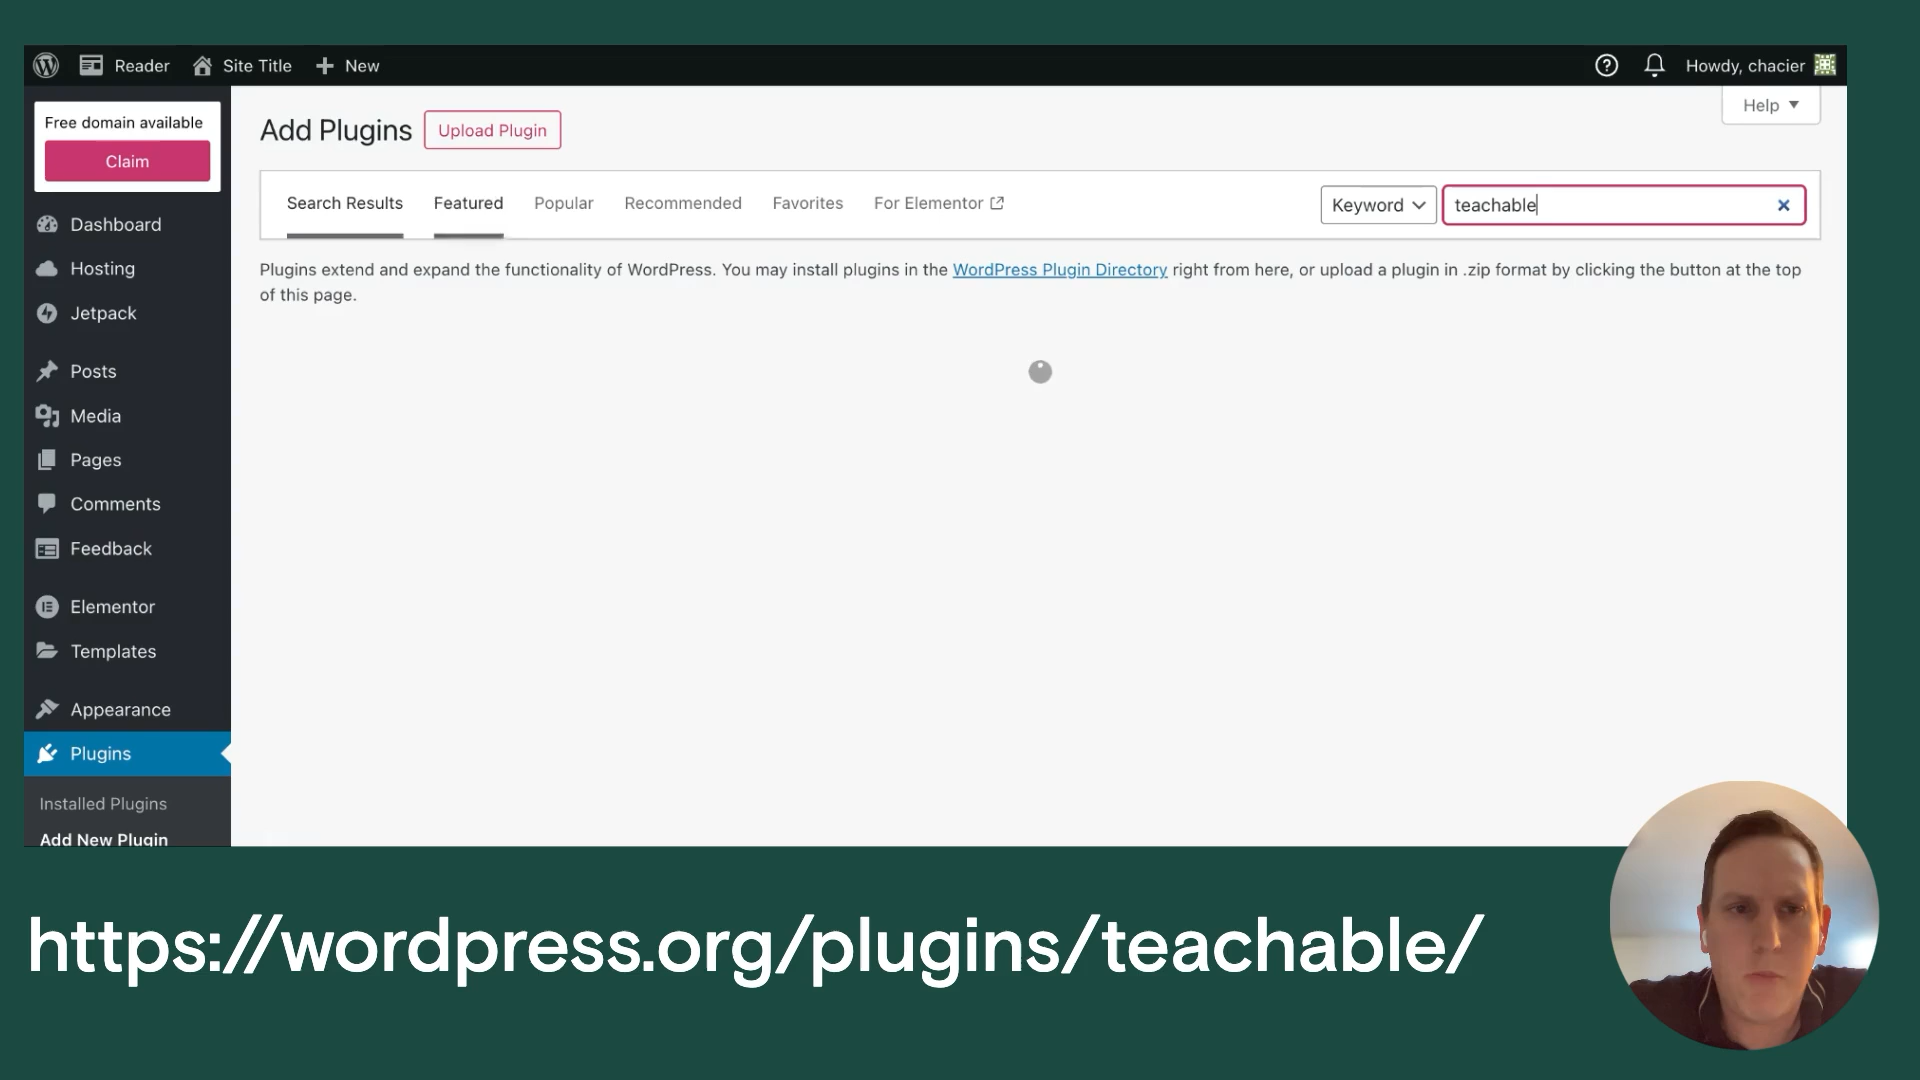 Reader
Site Title
New
Howdy, chacier
Free domain available
Claim
Dashboard
Hosting
Jetpack
Posts
Media
Pages
Comments
Feedback
Elementor
Templates
Appearance
Plugins
Installed Plugins
Add New Plugin
Help
Add Plugins
Upload Plugin
Search Results
Featured
Popular
Recommended
Favorites
For Elementor
Keyword
teachable
Plugins extend and expand the functionality of WordPress. You may install plugins in the WordPress Plugin Directory right from here, or upload a plugin in .zip format by clicking the button at the top
of this page.
https://wordpress.org/plugins/teachable/